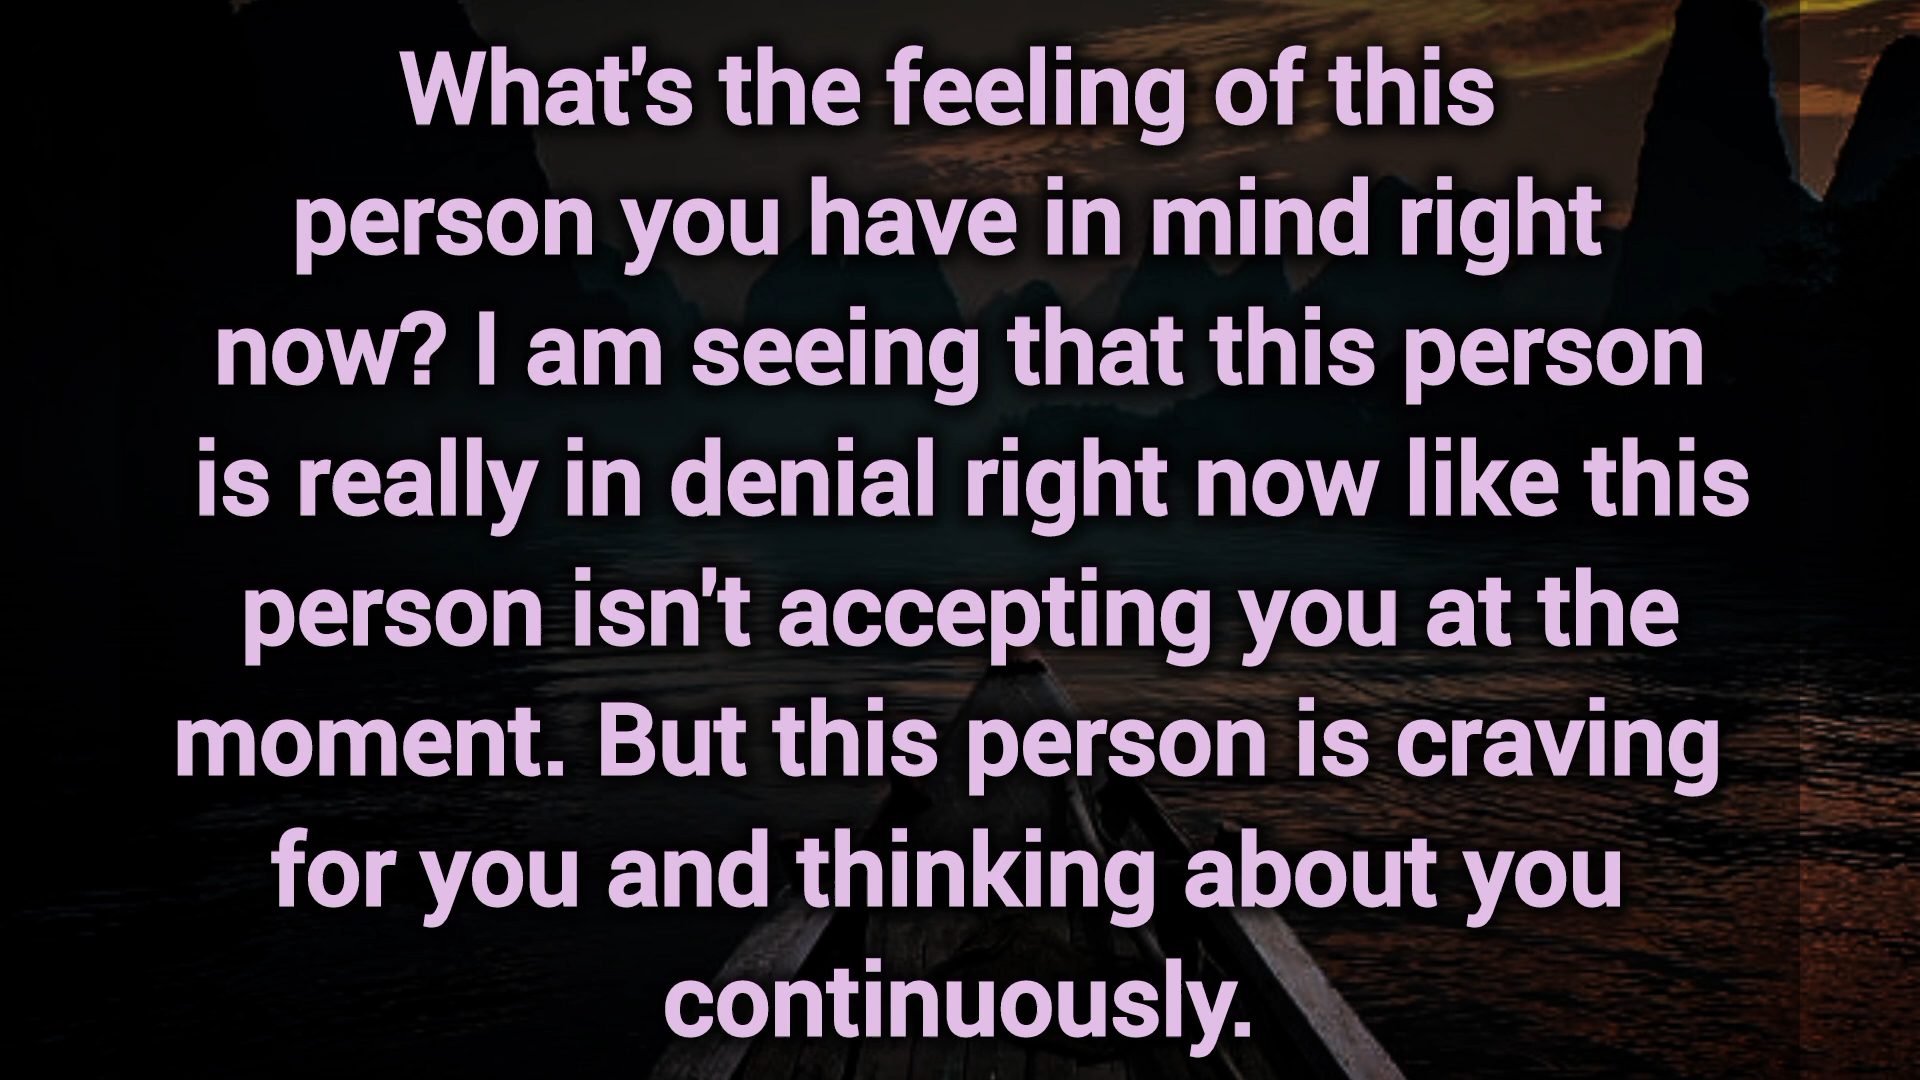 What's the feeling of this
person you have in mind right
now? I am seeing that this person
is really in denial right now like this
person isn't accepting you at the
moment. But this person is craving
for you and thinking about you
continuously.